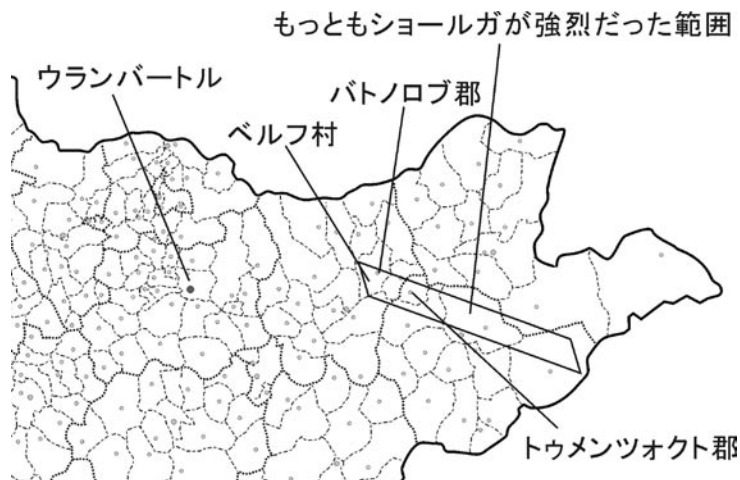 もっともショールガが強烈だった範囲
ウランバートル
バトノロブ郡
ベルフ村
トゥメンツォクト郡